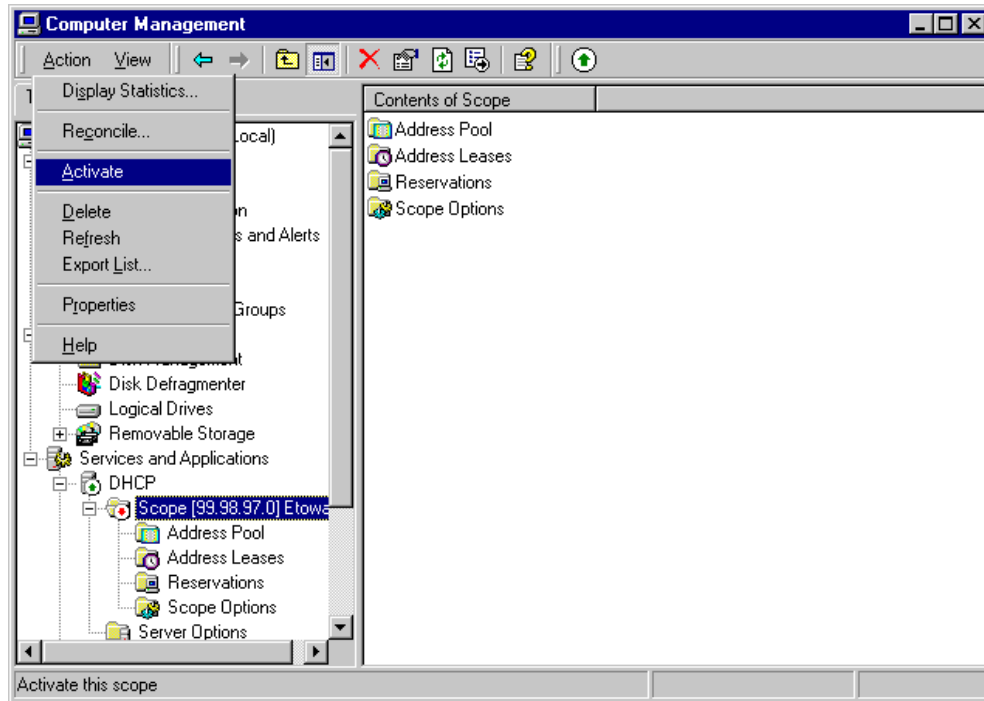 Computer Management
Action View
Display Statistics...
Reconcile...
Activate
Delete
Refresh
Export List...
Properties
Help
Local)
s and Alerts
Groups
Disk Defragmenter
Logical Drives
Removable Storage
Services and Applications
DHCP
Scope [99.98.97.0] Etowa
Address Pool
Address Leases
Reservations
Scope Options
Server Options
Contents of Scope
Address Pool
Address Leases
Reservations
Scope Options
Activate this scope